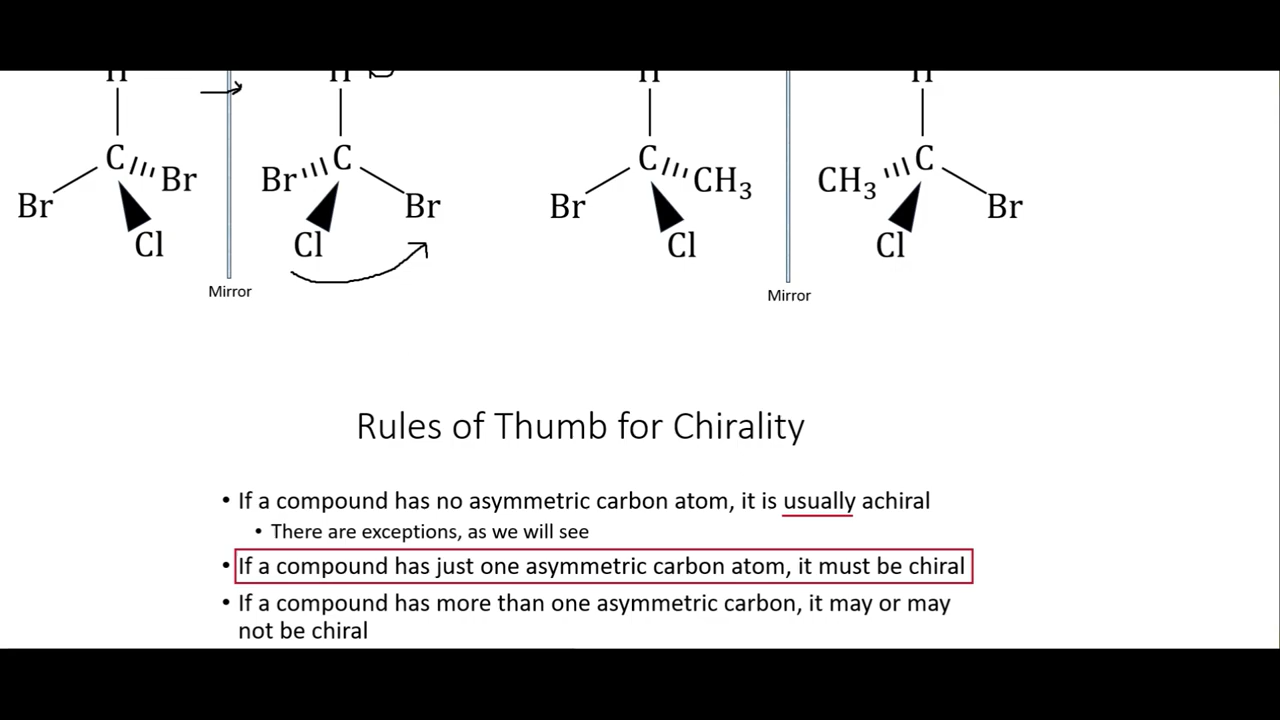 H H H H
C C C C
Br Br CH₃ CH₃
Br Br Br Br
Cl Cl Cl Cl
Mirror Mirror
Rules of Thumb for Chirality
• If a compound has no asymmetric carbon atom, it is usually achiral
• There are exceptions, as we will see
• If a compound has just one asymmetric carbon atom, it must be chiral
• If a compound has more than one asymmetric carbon, it may or may
not be chiral